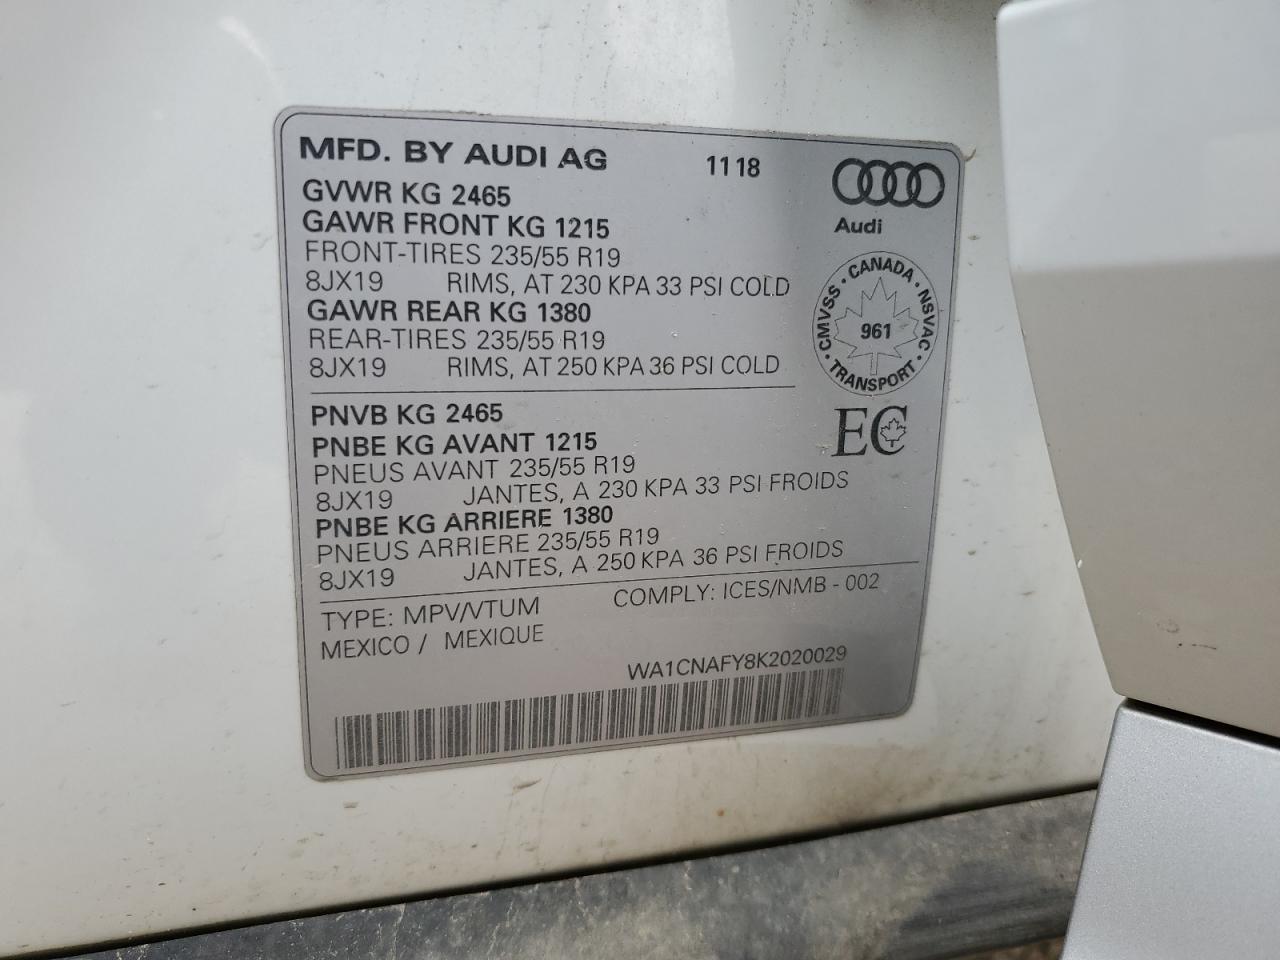 MFD. BY AUDI AG 1118
Audi
GVWR KG 2465
GAWR FRONT KG 1215
FRONT-TIRES 235/55 R19
8JX19 RIMS, AT 230 KPA 33 PSI COLD
GAWR REAR KG 1380
REAR-TIRES 235/55 R19
8JX19 RIMS, AT 250 KPA 36 PSI COLD
CMVSS · CANADA · NSVAC · TRANSPORT ·
961
PNVB KG 2465
EC
PNBE KG AVANT 1215
PNEUS AVANT 235/55 R19
8JX19 JANTES, A 230 KPA 33 PSI FROIDS
PNBE KG ARRIERE 1380
PNEUS ARRIERE 235/55 R19
8JX19 JANTES, A 250 KPA 36 PSI FROIDS
TYPE: MPV/VTUM COMPLY: ICES/NMB - 002
MEXICO / MEXIQUE
WA1CNAFY8K2020029